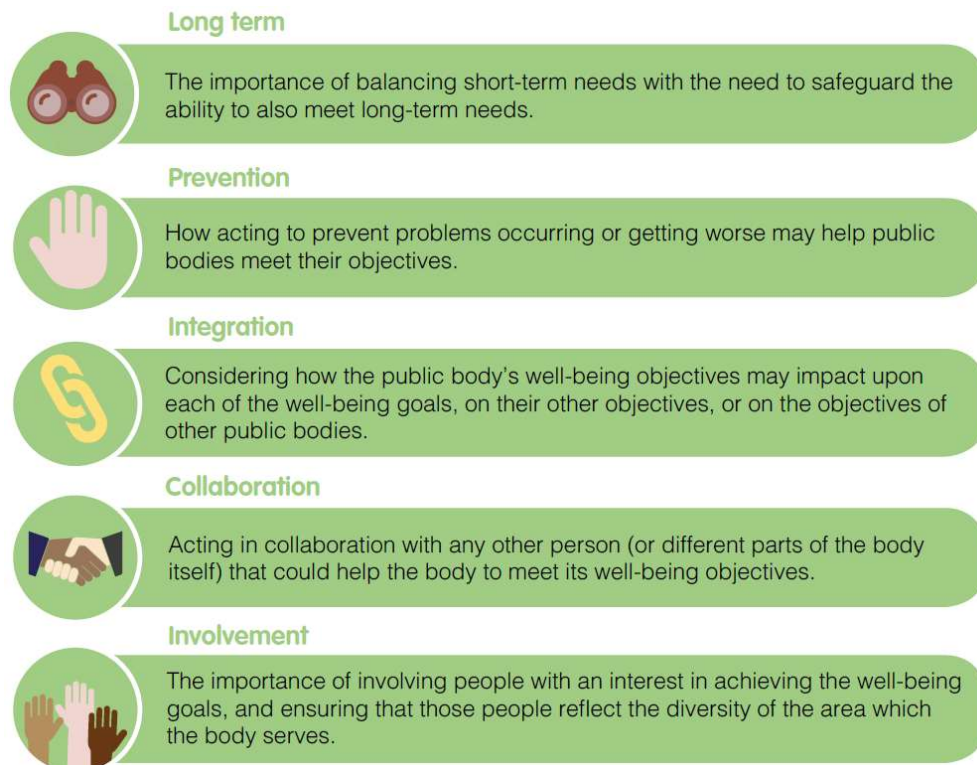 Long term
The importance of balancing short-term needs with the need to safeguard the
ability to also meet long-term needs.
Prevention
How acting to prevent problems occurring or getting worse may help public
bodies meet their objectives.
Integration
Considering how the public body's well-being objectives may impact upon
each of the well-being goals, on their other objectives, or on the objectives of
other public bodies.
Collaboration
Acting in collaboration with any other person (or different parts of the body
itself) that could help the body to meet its well-being objectives.
Involvement
The importance of involving people with an interest in achieving the well-being
goals, and ensuring that those people reflect the diversity of the area which
the body serves.